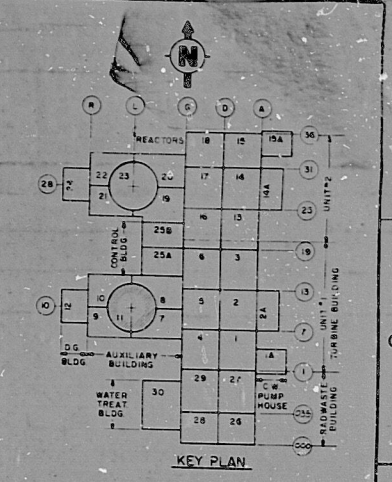 N
R L G D A
REACTORS
18 15 15A 36
22 23 20 17 14 14A 31
28 24 21 19
16 13 25
UNIT #2
25B
CONTROL BLDG.
25A 6 3 19
10 12 10 8 5 2 2A 13
9 11 7
UNIT #1
TURBINE BUILDING
4 1 7
D.G. BLDG.
AUXILIARY BUILDING
1A
1
29 27
C.W. PUMP HOUSE
WATER TREAT. BLDG.
30
RADWASTE BUILDING
28 26
KEY PLAN